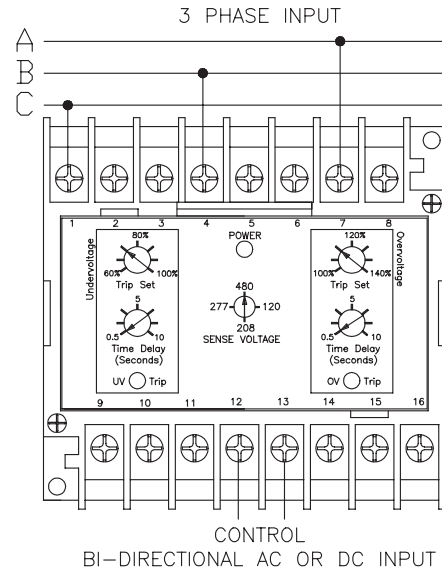 3 PHASE INPUT
A
B
C
1 2 3 4 5 6 7 8
Undervoltage
80%
60% 100%
Trip Set
5
0.5 10
Time Delay
(Seconds)
UV Trip
POWER
480
277 120
208
SENSE VOLTAGE
Overvoltage
120%
100% 140%
Trip Set
5
0.5 10
Time Delay
(Seconds)
OV Trip
9 10 11 12 13 14 15 16
CONTROL
BI-DIRECTIONAL AC OR DC INPUT